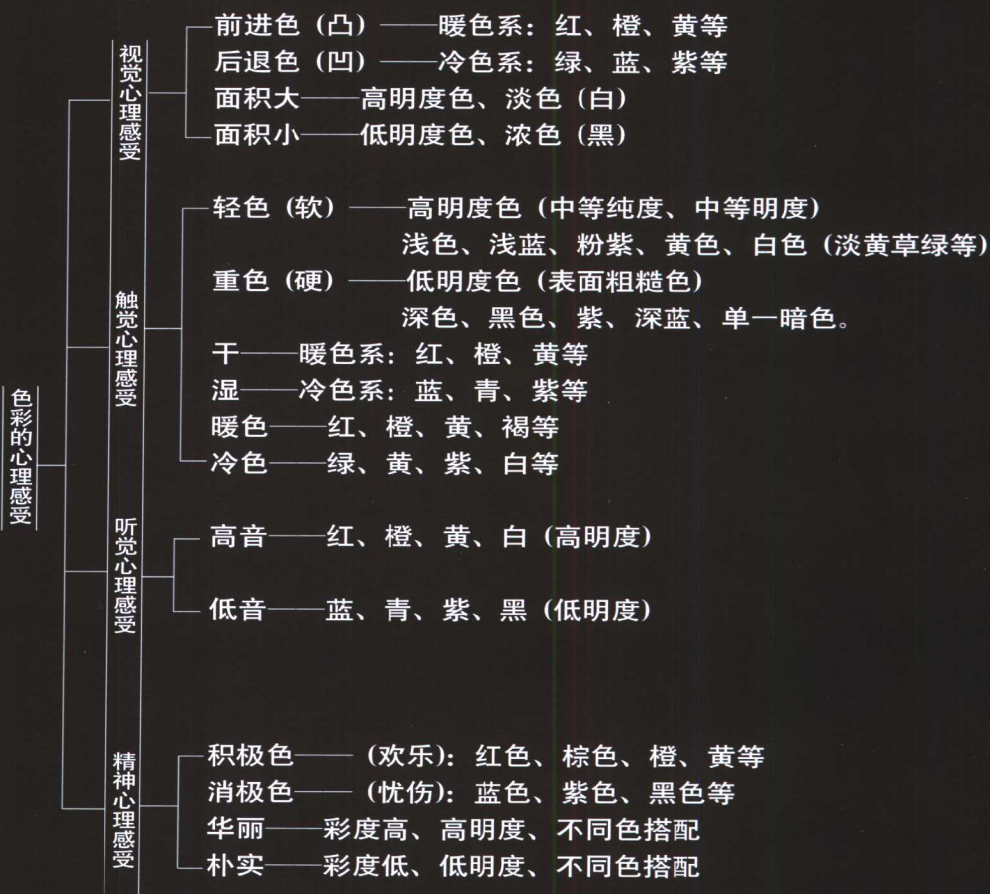 色彩的心理感受
视觉心理感受
前进色（凸）——暖色系：红、橙、黄等
后退色（凹）——冷色系：绿、蓝、紫等
面积大——高明度色、淡色（白）
面积小——低明度色、浓色（黑）
触觉心理感受
轻色（软）——高明度色（中等纯度、中等明度）
浅色、浅蓝、粉紫、黄色、白色（淡黄草绿等）
重色（硬）——低明度色（表面粗糙色）
深色、黑色、紫、深蓝、单一暗色。
干——暖色系：红、橙、黄等
湿——冷色系：蓝、青、紫等
暖色——红、橙、黄、褐等
冷色——绿、黄、紫、白等
听觉心理感受
高音——红、橙、黄、白（高明度）
低音——蓝、青、紫、黑（低明度）
精神心理感受
积极色——（欢乐）：红色、棕色、橙、黄等
消极色——（忧伤）：蓝色、紫色、黑色等
华丽——彩度高、高明度、不同色搭配
朴实——彩度低、低明度、不同色搭配